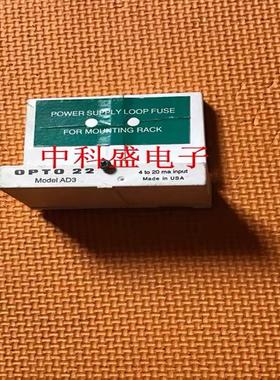 POWER SUPPLY LOOP FUSE
FOR MOUNTING RACK
中科盛电子
OPTO 22
4 to 20 ma input
Model AD3
Made in USA